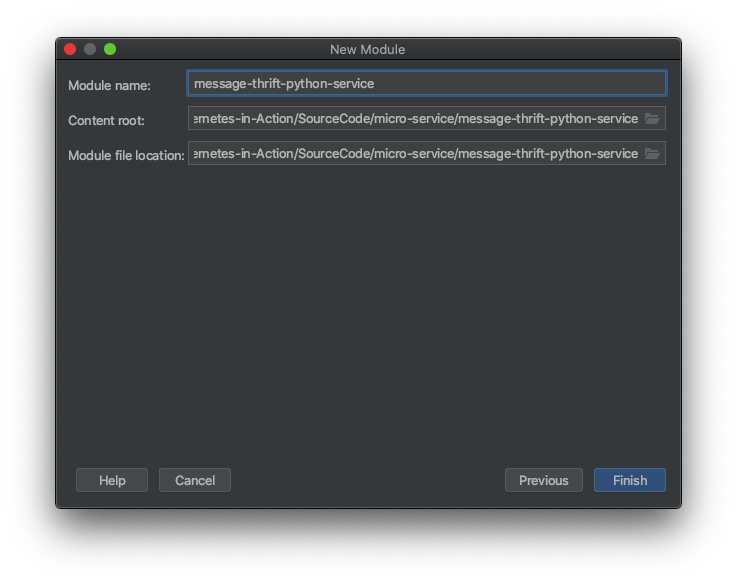 New Module
Module name: message-thrift-python-service
Content root: ernetes-in-Action/SourceCode/micro-service/message-thrift-python-service
Module file location: ernetes-in-Action/SourceCode/micro-service/message-thrift-python-service
Help Cancel Previous Finish